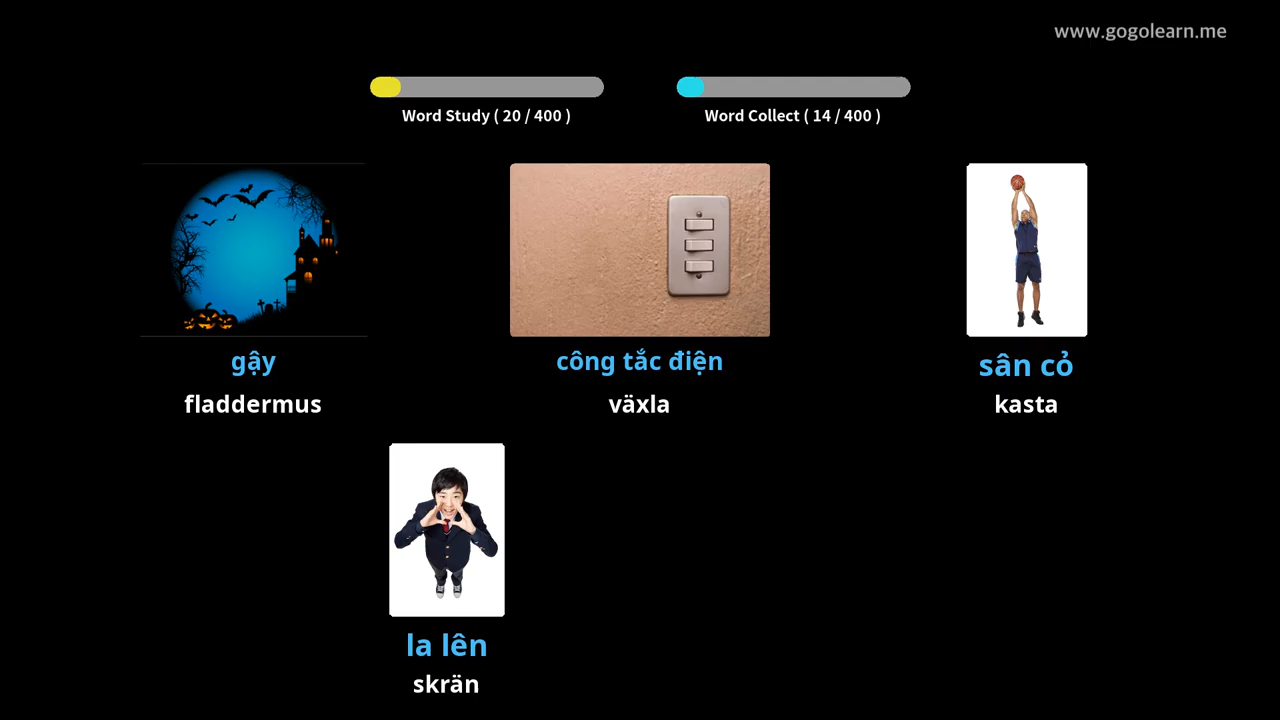 www.gogolearn.me
Word Study ( 20 / 400 )
Word Collect ( 14 / 400 )
gậy
fladdermus
công tắc điện
växla
sân cỏ
kasta
la lên
skrän